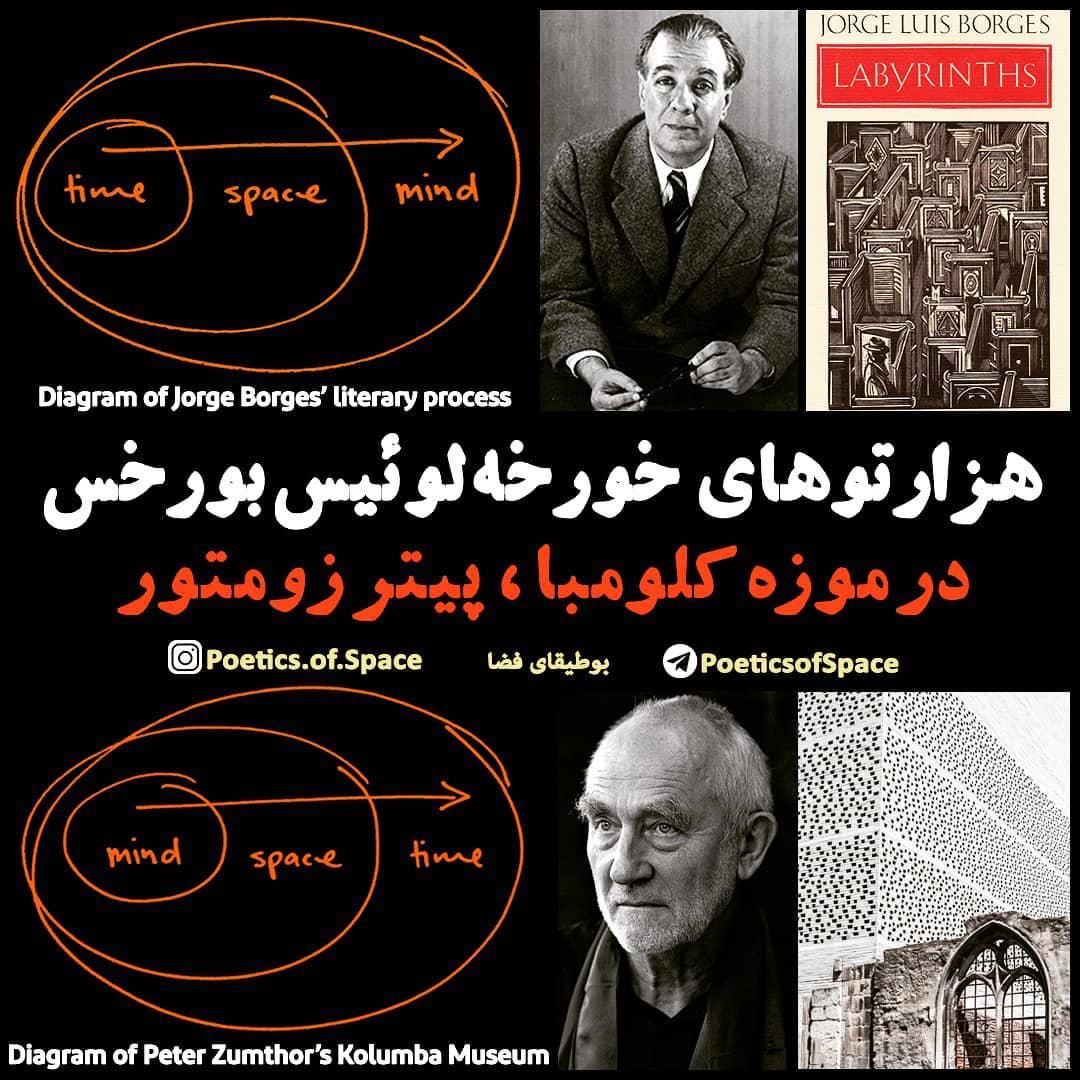 JORGE LUIS BORGES
LABYRINTHS
time space mind
Diagram of Jorge Borges' literary process
هزارتوهای خورخه لوئیس بورخس
در موزه کلومبا، پیتر زومتور
Poetics.of.Space بوطیقای فضا PoeticsofSpace
mind space time
Diagram of Peter Zumthor's Kolumba Museum